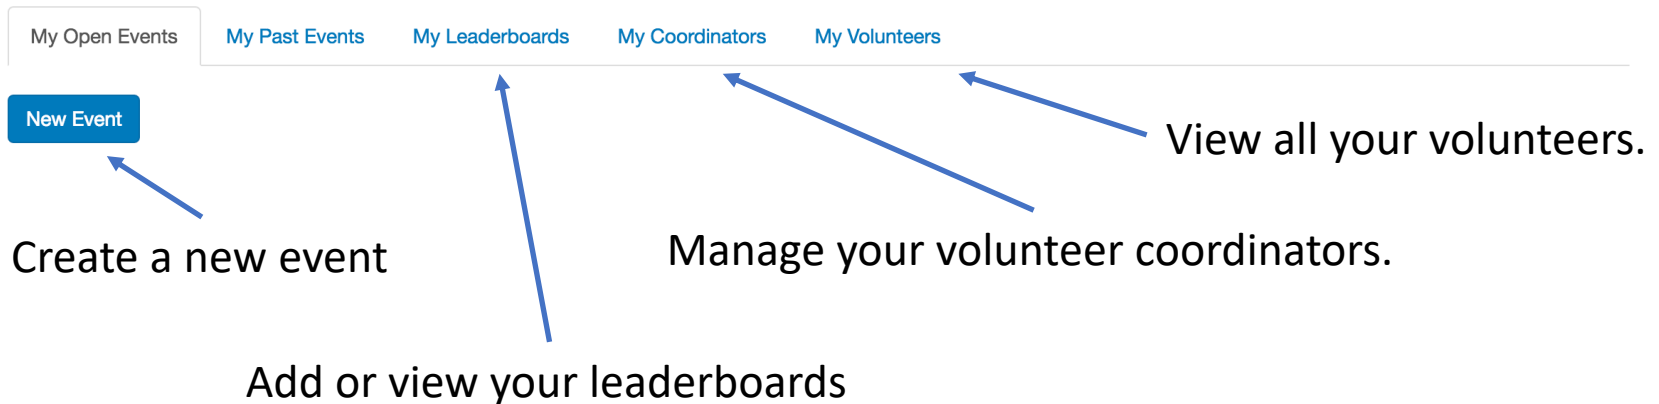 My Open Events My Past Events My Leaderboards My Coordinators My Volunteers
New Event
View all your volunteers.
Create a new event
Manage your volunteer coordinators.
Add or view your leaderboards